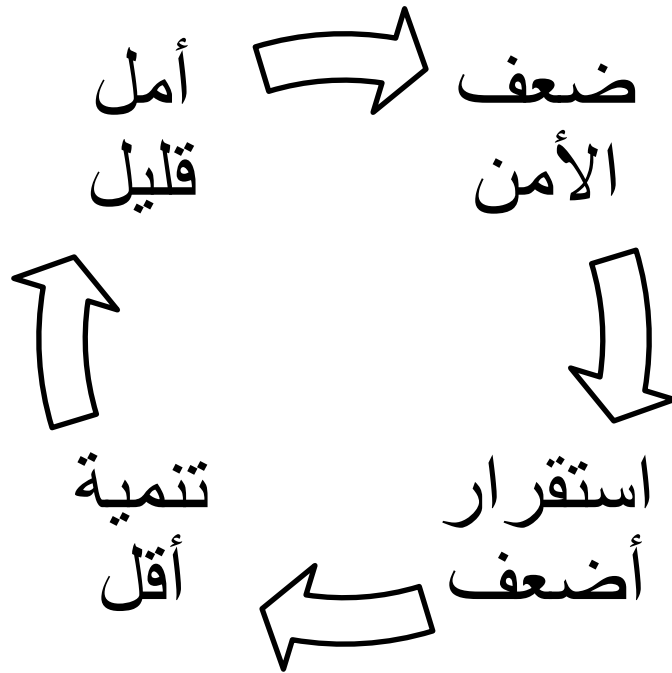 أمل
قليل
ضعف
الأمن
استقرار
أضعف
تنمية
أقل